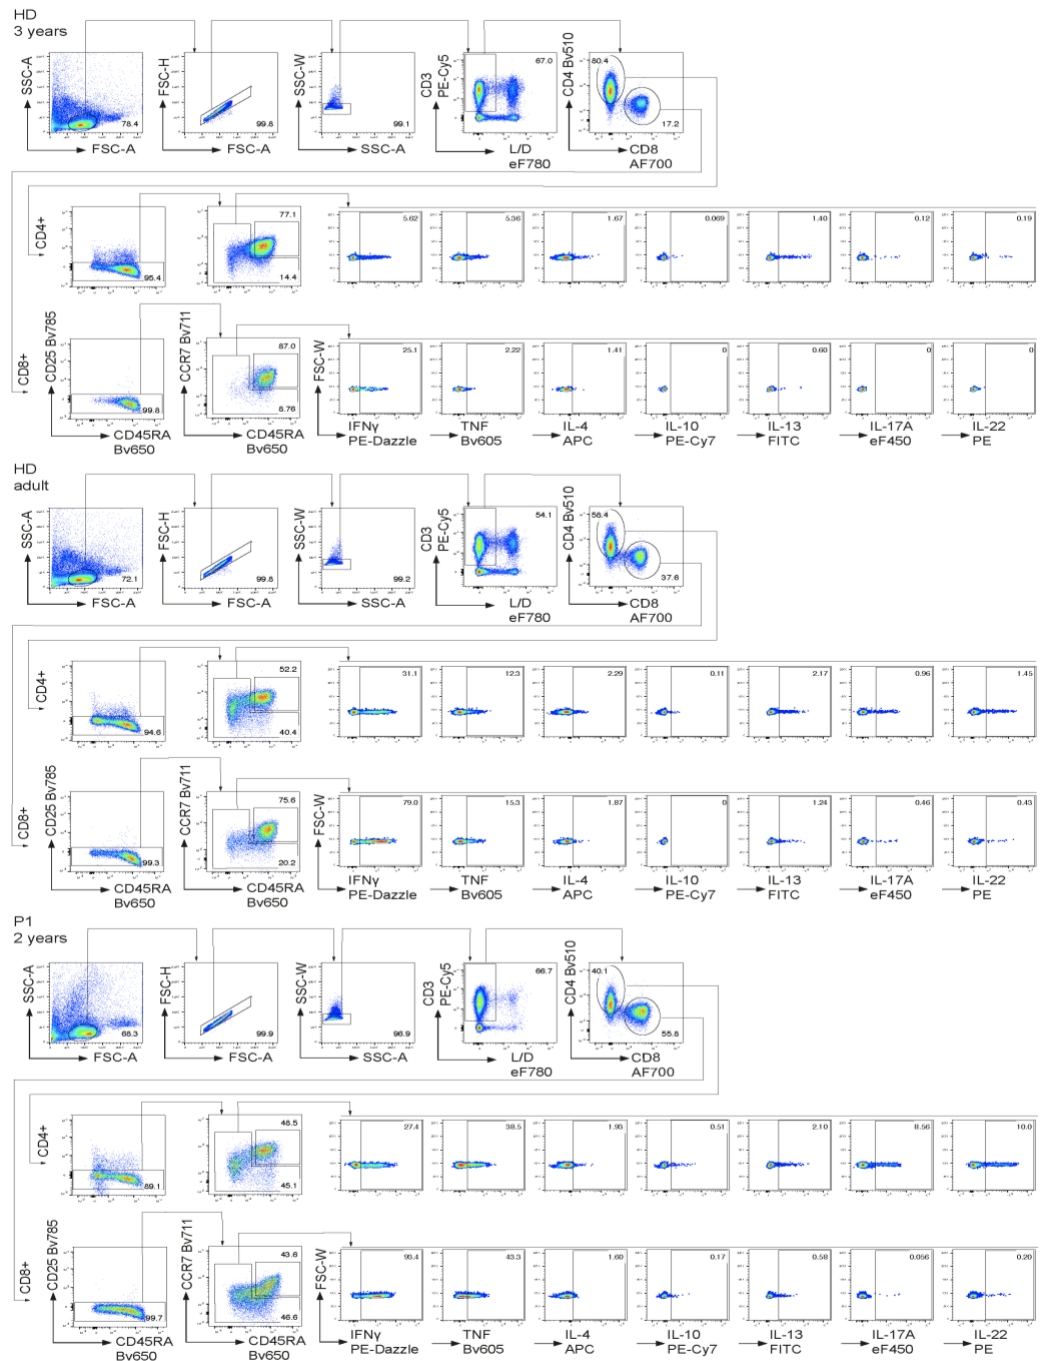 HD
3 years
SSC-A
78.4
FSC-A
FSC-H
99.8
FSC-A
SSC-W
99.1
SSC-A
CD3
PE-Cy5
67.0
L/D
eF780
CD4 Bv510
80.4
17.2
CD8
AF700
CD4+
95.4
77.1
14.4
5.62
5.36
1.67
0.069
1.40
0.12
0.19
CD8+
CD25 Bv785
99.8
CD45RA
Bv650
CCR7 Bv711
87.0
8.76
CD45RA
Bv650
FSC-W
25.1
2.22
1.41
0
0.60
0
0
IFNγ
PE-Dazzle
TNF
Bv605
IL-4
APC
IL-10
PE-Cy7
IL-13
FITC
IL-17A
eF450
IL-22
PE
HD
adult
SSC-A
72.1
FSC-A
FSC-H
99.8
FSC-A
SSC-W
99.2
SSC-A
CD3
PE-Cy5
54.1
L/D
eF780
CD4 Bv510
58.4
37.6
CD8
AF700
CD4+
94.6
52.2
40.4
31.1
12.3
2.29
0.11
2.17
0.96
1.45
CD8+
CD25 Bv785
99.3
CD45RA
Bv650
CCR7 Bv711
75.6
20.2
CD45RA
Bv650
FSC-W
79.0
15.3
1.87
0
1.24
0.46
0.43
IFNγ
PE-Dazzle
TNF
Bv605
IL-4
APC
IL-10
PE-Cy7
IL-13
FITC
IL-17A
eF450
IL-22
PE
P1
2 years
SSC-A
68.3
FSC-A
FSC-H
99.9
FSC-A
SSC-W
96.9
SSC-A
CD3
PE-Cy5
66.7
L/D
eF780
CD4 Bv510
40.1
55.8
CD8
AF700
CD4+
89.1
48.5
45.1
27.4
38.5
1.95
0.51
2.10
8.56
10.0
CD8+
CD25 Bv785
99.7
CD45RA
Bv650
CCR7 Bv711
43.6
46.6
CD45RA
Bv650
FSC-W
93.4
43.3
1.60
0.17
0.58
0.056
0.20
IFNγ
PE-Dazzle
TNF
Bv605
IL-4
APC
IL-10
PE-Cy7
IL-13
FITC
IL-17A
eF450
IL-22
PE